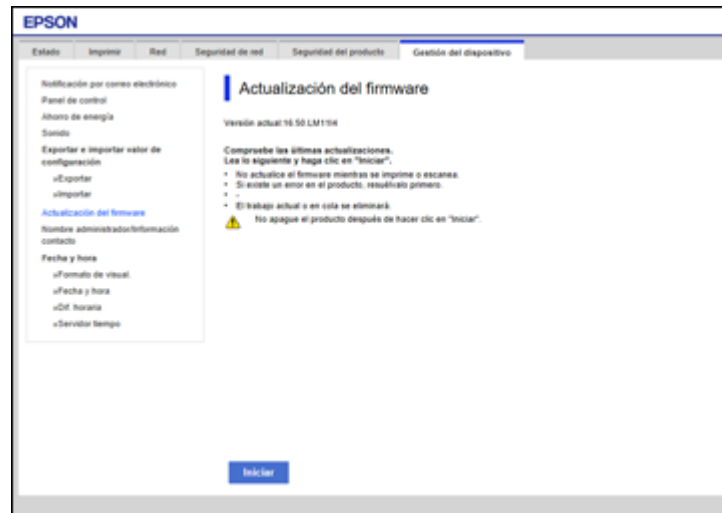 EPSON
Estado Imprimir Red Seguridad de red Seguridad del producto Gestión del dispositivo
Notificación por correo electrónico
Panel de control
Ahorro de energía
Sonido
Exportar e importar valor de
configuración
»Exportar
»Importar
Actualización del firmware
Nombre administrador/Información
contacto
Fecha y hora
»Formato de visual.
»Fecha y hora
»Dif. horaria
»Servidor tiempo
Actualización del firmware
Versión actual:16.50.LM11I4
Compruebe las últimas actualizaciones.
Lea lo siguiente y haga clic en "Iniciar".
• No actualice el firmware mientras se imprime o escanea.
• Si existe un error en el producto, resuélvalo primero.
• -
• El trabajo actual o en cola se eliminará.
No apague el producto después de hacer clic en "Iniciar".
Iniciar